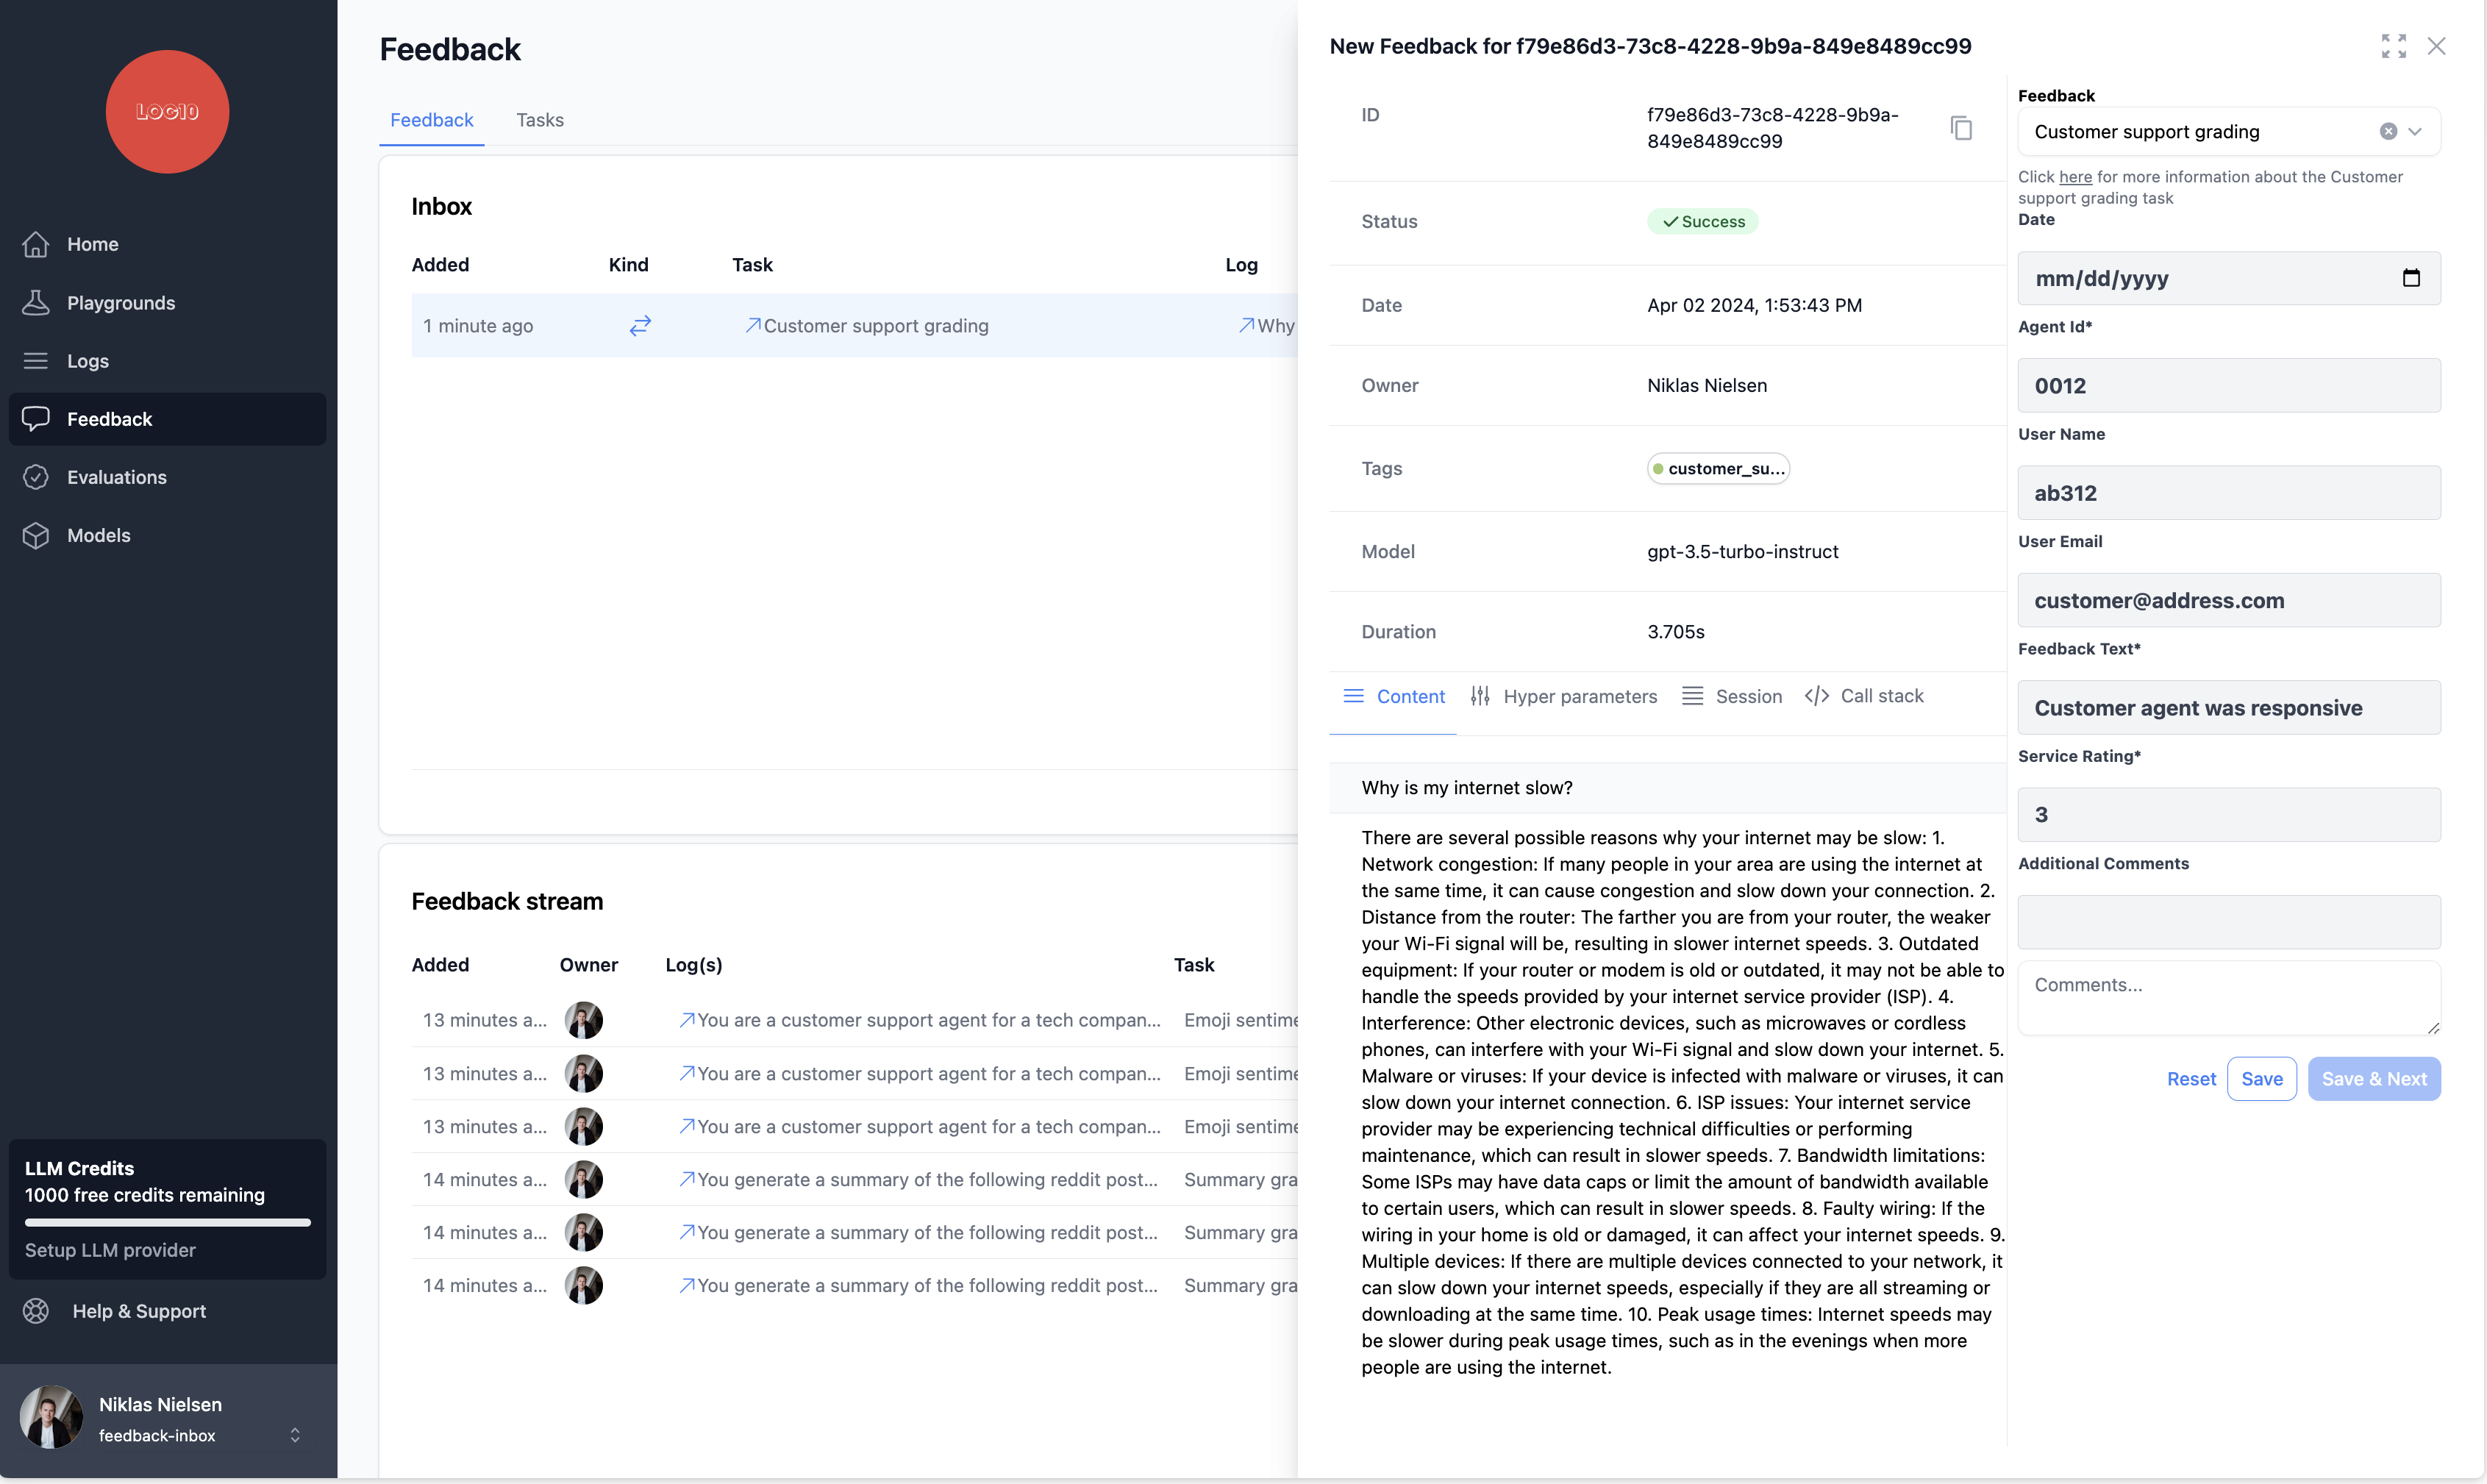 LOG10
Home
Playgrounds
Logs
Feedback
Evaluations
Models
LLM Credits
1000 free credits remaining
Setup LLM provider
Help & Support
Niklas Nielsen
feedback-inbox
Feedback
Feedback Tasks
Inbox
Added Kind Task Log
1 minute ago Customer support grading Why
Feedback stream
Added Owner Log(s) Task
13 minutes a... You are a customer support agent for a tech compan... Emoji
13 minutes a... You are a customer support agent for a tech compan... Emoji
13 minutes a... You are a customer support agent for a tech compan... Emoji
14 minutes a... You generate a summary of the following reddit post... Summary
14 minutes a... You generate a summary of the following reddit post... Summary
14 minutes a... You generate a summary of the following reddit post... Summary
New Feedback for f79e86d3-73c8-4228-9b9a-849e8489cc99
ID f79e86d3-73c8-4228-9b9a-
849e8489cc99
Status Success
Date Apr 02 2024, 1:53:43 PM
Owner Niklas Nielsen
Tags customer_su...
Model gpt-3.5-turbo-instruct
Duration 3.705s
Content Hyper parameters Session Call stack
Why is my internet slow?
There are several possible reasons why your internet may be slow: 1.
Network congestion: If many people in your area are using the internet at
the same time, it can cause congestion and slow down your connection. 2.
Distance from the router: The farther you are from your router, the weaker
your Wi-Fi signal will be, resulting in slower internet speeds. 3. Outdated
equipment: If your router or modem is old or outdated, it may not be able to
handle the speeds provided by your internet service provider (ISP). 4.
Interference: Other electronic devices, such as microwaves or cordless
phones, can interfere with your Wi-Fi signal and slow down your internet. 5.
Malware or viruses: If your device is infected with malware or viruses, it can
slow down your internet connection. 6. ISP issues: Your internet service
provider may be experiencing technical difficulties or performing
maintenance, which can result in slower speeds. 7. Bandwidth limitations:
Some ISPs may have data caps or limit the amount of bandwidth available
to certain users, which can result in slower speeds. 8. Faulty wiring: If the
wiring in your home is old or damaged, it can affect your internet speeds. 9.
Multiple devices: If there are multiple devices connected to your network, it
can slow down your internet speeds, especially if they are all streaming or
downloading at the same time. 10. Peak usage times: Internet speeds may
be slower during peak usage times, such as in the evenings when more
people are using the internet.
Feedback
Customer support grading
Click here for more information about the Customer
support grading task
Date
mm/dd/yyyy
Agent Id*
0012
User Name
ab312
User Email
customer@address.com
Feedback Text*
Customer agent was responsive
Service Rating*
3
Additional Comments
Comments...
Reset Save Save & Next